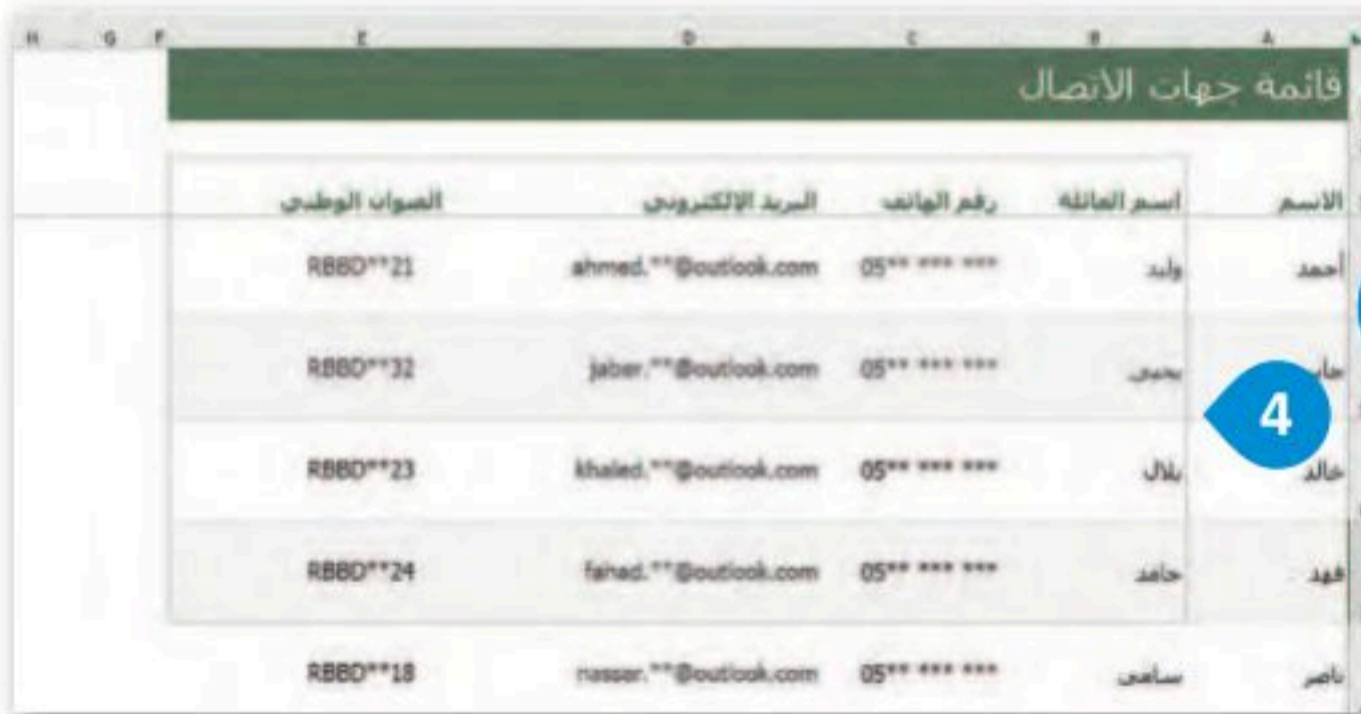 A B C D E F G H
قائمة جهات الاتصال
الاسم اسم العائلة رقم الهاتف البريد الإلكتروني العنوان الوطني
أحمد وليد 05** *** *** ahmed.**@outlook.com RBBD**21
يحيى 05** *** *** jaber.**@outlook.com RBBD**32
4
خالد بلال 05** *** *** khaled.**@outlook.com RBBD**23
فهد حامد 05** *** *** fahad.**@outlook.com RBBD**24
ناصر سامي 05** *** *** nasser.**@outlook.com RBBD**18